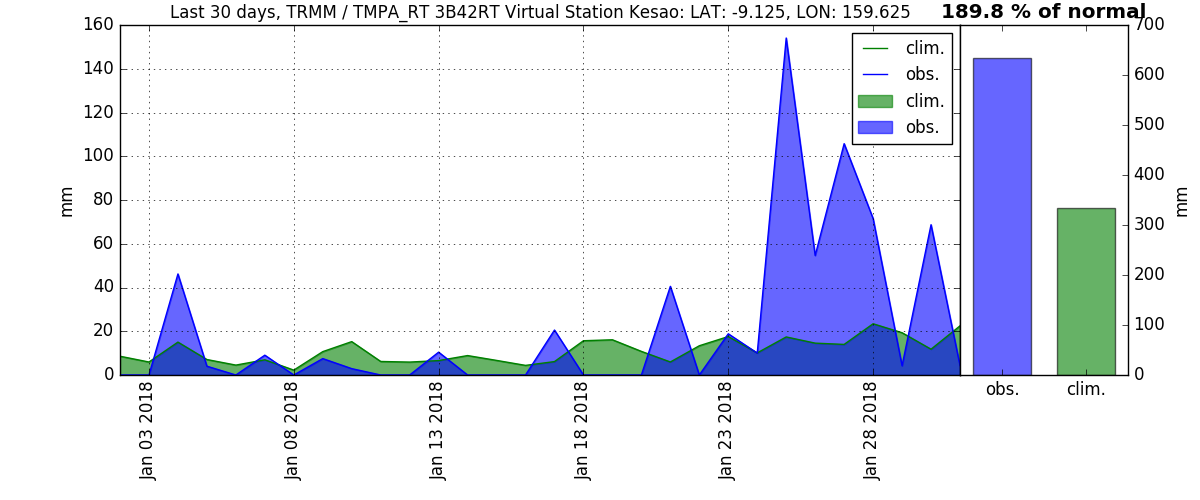 Last 30 days, TRMM / TMPA_RT 3B42RT Virtual Station Kesao: LAT: -9.125, LON: 159.625
189.8 % of normal
160
140
120
100
80
60
40
20
0
mm
clim.
obs.
clim.
obs.
Jan 03 2018
Jan 08 2018
Jan 13 2018
Jan 18 2018
Jan 23 2018
Jan 28 2018
700
600
500
400
300
200
100
0
mm
obs.
clim.